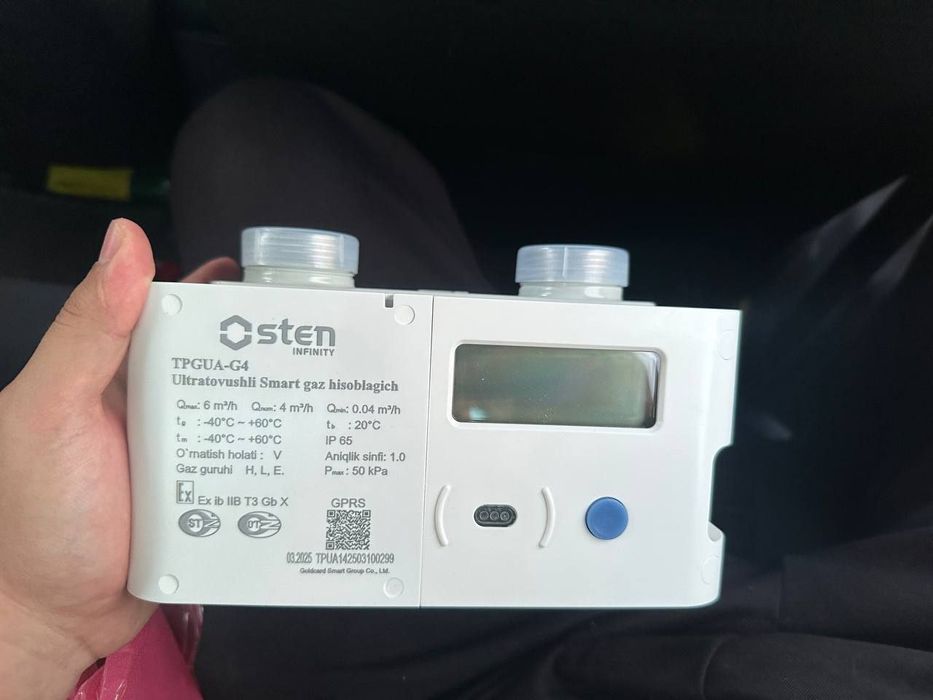 sten
INFINITY
TPGUA-G4
Ultratovushli Smart gaz hisoblagich
Qmax: 6 m³/h Qnom: 4 m³/h Qmin: 0.04 m³/h
tg : -40°C ~ +60°C tb : 20°C
tm : -40°C ~ +60°C IP 65
O`rnatish holati : V Aniqlik sinfi: 1.0
Gaz guruhi H, L, E. Pmax: 50 kPa
Ex Ex ib IIB T3 Gb X
GPRS
03.2025 TPUA142503100299
Goldcard Smart Group Co., Ltd.